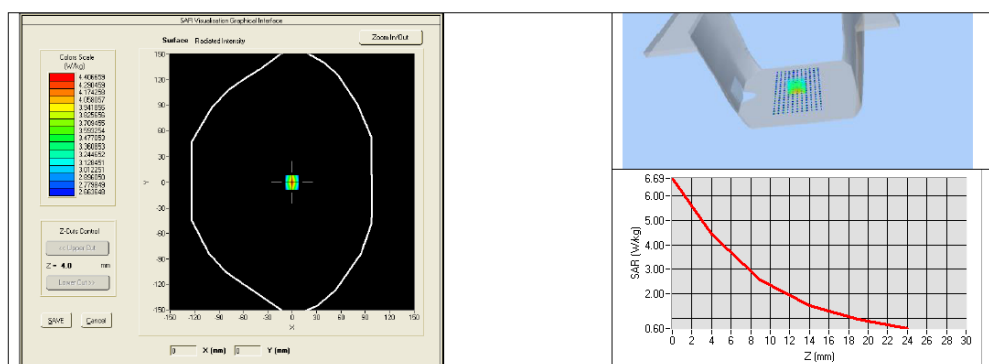 SAR Visualisation Graphical Interface
Surface Radiated Intensity
Zoom In/Out
Colors Scale
(W/kg)
4.406659
4.290459
4.174258
4.058057
3.941856
3.825656
3.709455
3.593254
3.477053
3.360853
3.244652
3.128451
3.012251
2.896050
2.779849
2.663648
150
120
90
60
30
0
-30
-60
-90
-120
-150
Y
-150 -120 -90 -60 -30 0 30 60 90 120 150
X
Z-Cuts Control
Z = 4.0 mm
SAVE Cancel
0 X (mm) 0 Y (mm)
6.69
6.00
5.00
4.00
3.00
2.00
0.60
SAR (W/kg)
0 2 4 6 8 10 12 14 16 18 20 22 24 26 28 30
Z (mm)